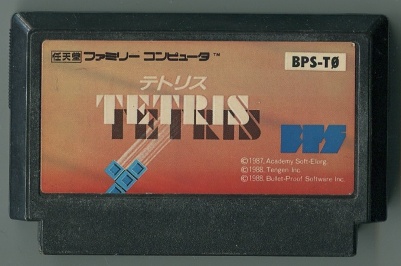 任天堂 ファミリー コンピュータ™
BPS-TØ
テトリス
TETRIS
BPS
©1987, Academy Soft-Elorg.
©1988, Tengen Inc.
©1988, Bullet-Proof Software Inc.